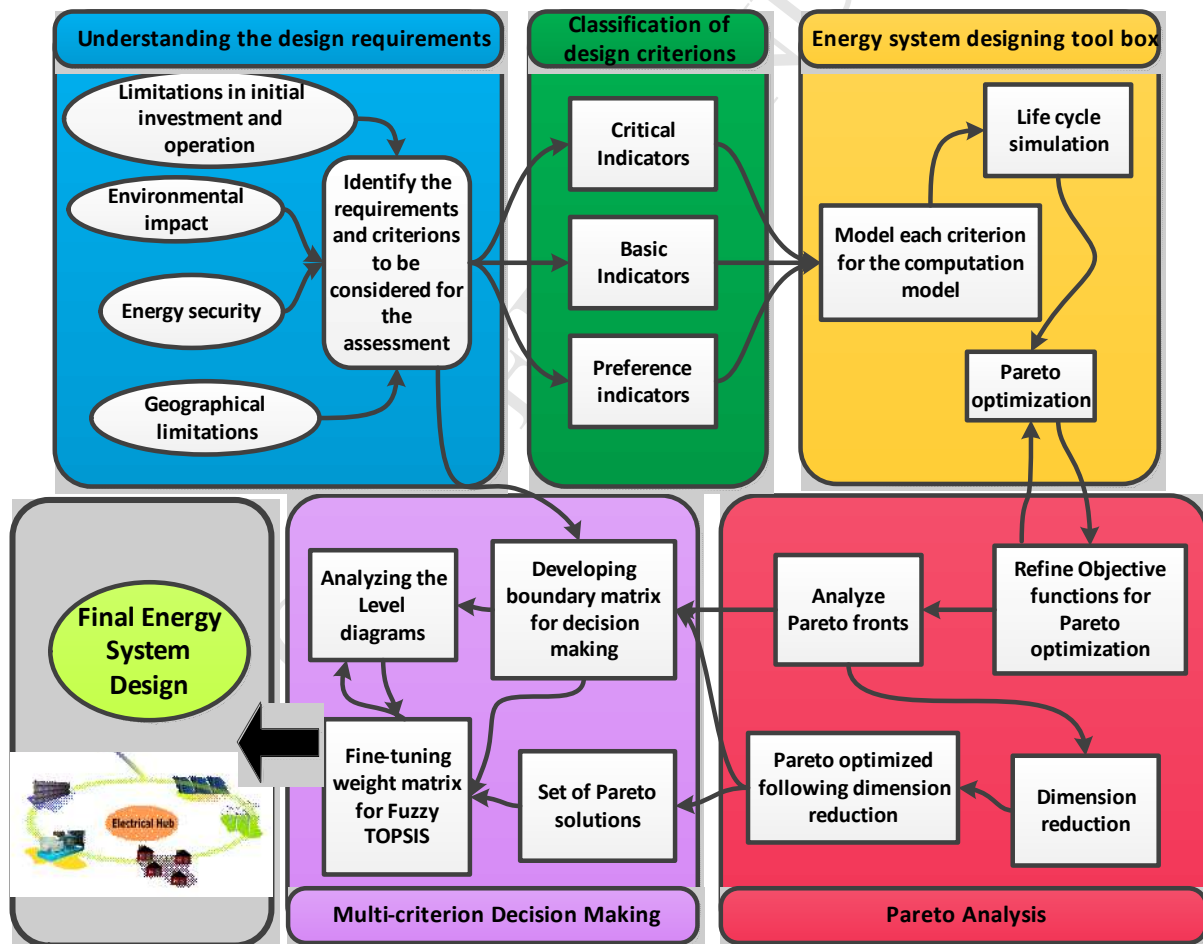 Understanding the design requirements
Limitations in initial
investment and
operation
Environmental
impact
Energy security
Geographical
limitations
Identify the
requirements
and criterions
to be
considered for
the
assessment
Classification of
design criterions
Critical
Indicators
Basic
Indicators
Preference
indicators
Energy system designing tool box
Life cycle
simulation
Model each criterion
for the computation
model
Pareto
optimization
Final Energy
System
Design
Electrical Hub
Analyzing the
Level
diagrams
Developing
boundary matrix
for decision
making
Fine-tuning
weight matrix
for Fuzzy
TOPSIS
Set of Pareto
solutions
Multi-criterion Decision Making
Analyze
Pareto fronts
Refine Objective
functions for
Pareto
optimization
Pareto optimized
following dimension
reduction
Dimension
reduction
Pareto Analysis